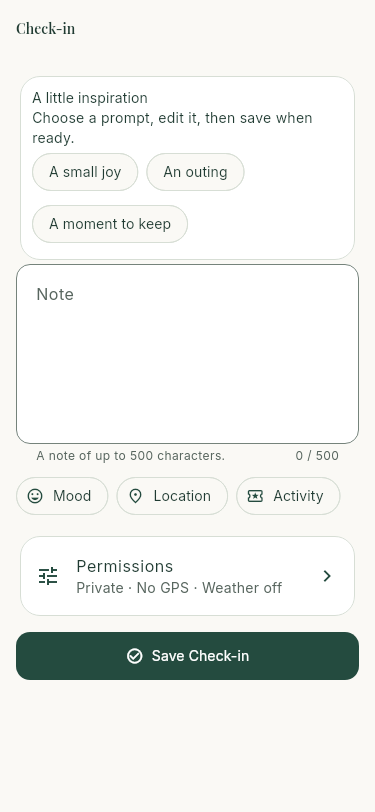 Check-in
A little inspiration
Choose a prompt, edit it, then save when
ready.
A small joy
An outing
A moment to keep
Note
A note of up to 500 characters.
0 / 500
Mood
Location
Activity
Permissions
Private · No GPS · Weather off
Save Check-in